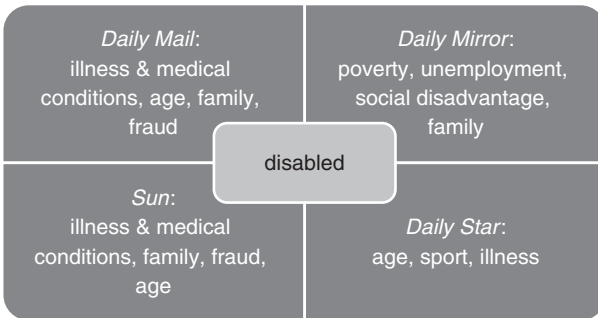 Daily Mail:
illness & medical
conditions, age, family,
fraud
Daily Mirror:
poverty, unemployment,
social disadvantage,
family
disabled
Sun:
illness & medical
conditions, family, fraud,
age
Daily Star:
age, sport, illness